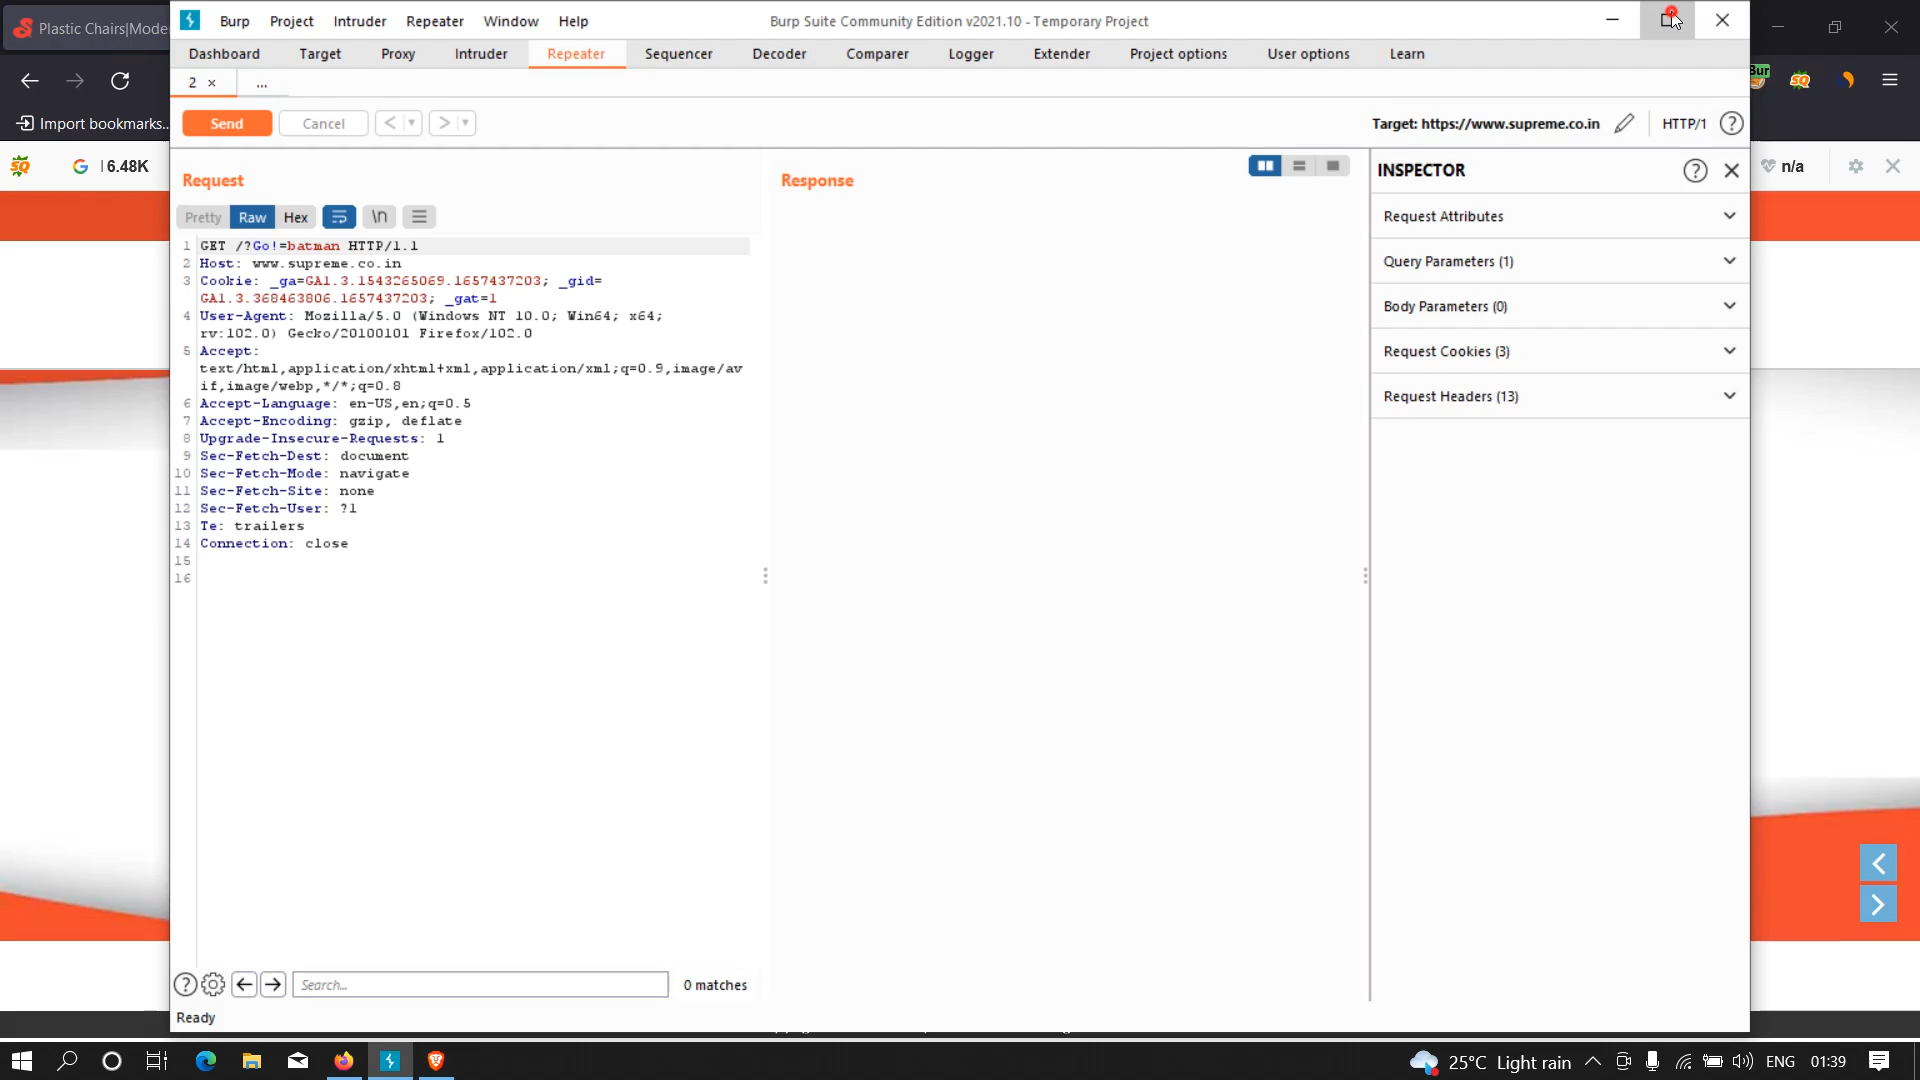 Plastic Chairs|Mode
Burp Project Intruder Repeater Window Help
Burp Suite Community Edition v2021.10 - Temporary Project
Dashboard Target Proxy Intruder Repeater Sequencer Decoder Comparer Logger Extender Project options User options Learn
Bur
2 × ...
Import bookmarks...
Send Cancel < >
Target: https://www.supreme.co.in HTTP/1 ?
SQ G 6.48K
n/a
Request
Response
INSPECTOR
Pretty Raw Hex \n
Request Attributes
Query Parameters (1)
Body Parameters (0)
Request Cookies (3)
Request Headers (13)
1 GET /?Go!=batman HTTP/1.1
2 Host: www.supreme.co.in
3 Cookie: _ga=GA1.3.1543265069.1657437203; _gid=
GA1.3.368463806.1657437203; _gat=1
4 User-Agent: Mozilla/5.0 (Windows NT 10.0; Win64; x64;
rv:102.0) Gecko/20100101 Firefox/102.0
5 Accept:
text/html,application/xhtml+xml,application/xml;q=0.9,image/av
if,image/webp,*/*;q=0.8
6 Accept-Language: en-US,en;q=0.5
7 Accept-Encoding: gzip, deflate
8 Upgrade-Insecure-Requests: 1
9 Sec-Fetch-Dest: document
10 Sec-Fetch-Mode: navigate
11 Sec-Fetch-Site: none
12 Sec-Fetch-User: ?1
13 Te: trailers
14 Connection: close
15
16
Search... 0 matches
Ready
25°C Light rain ENG 01:39